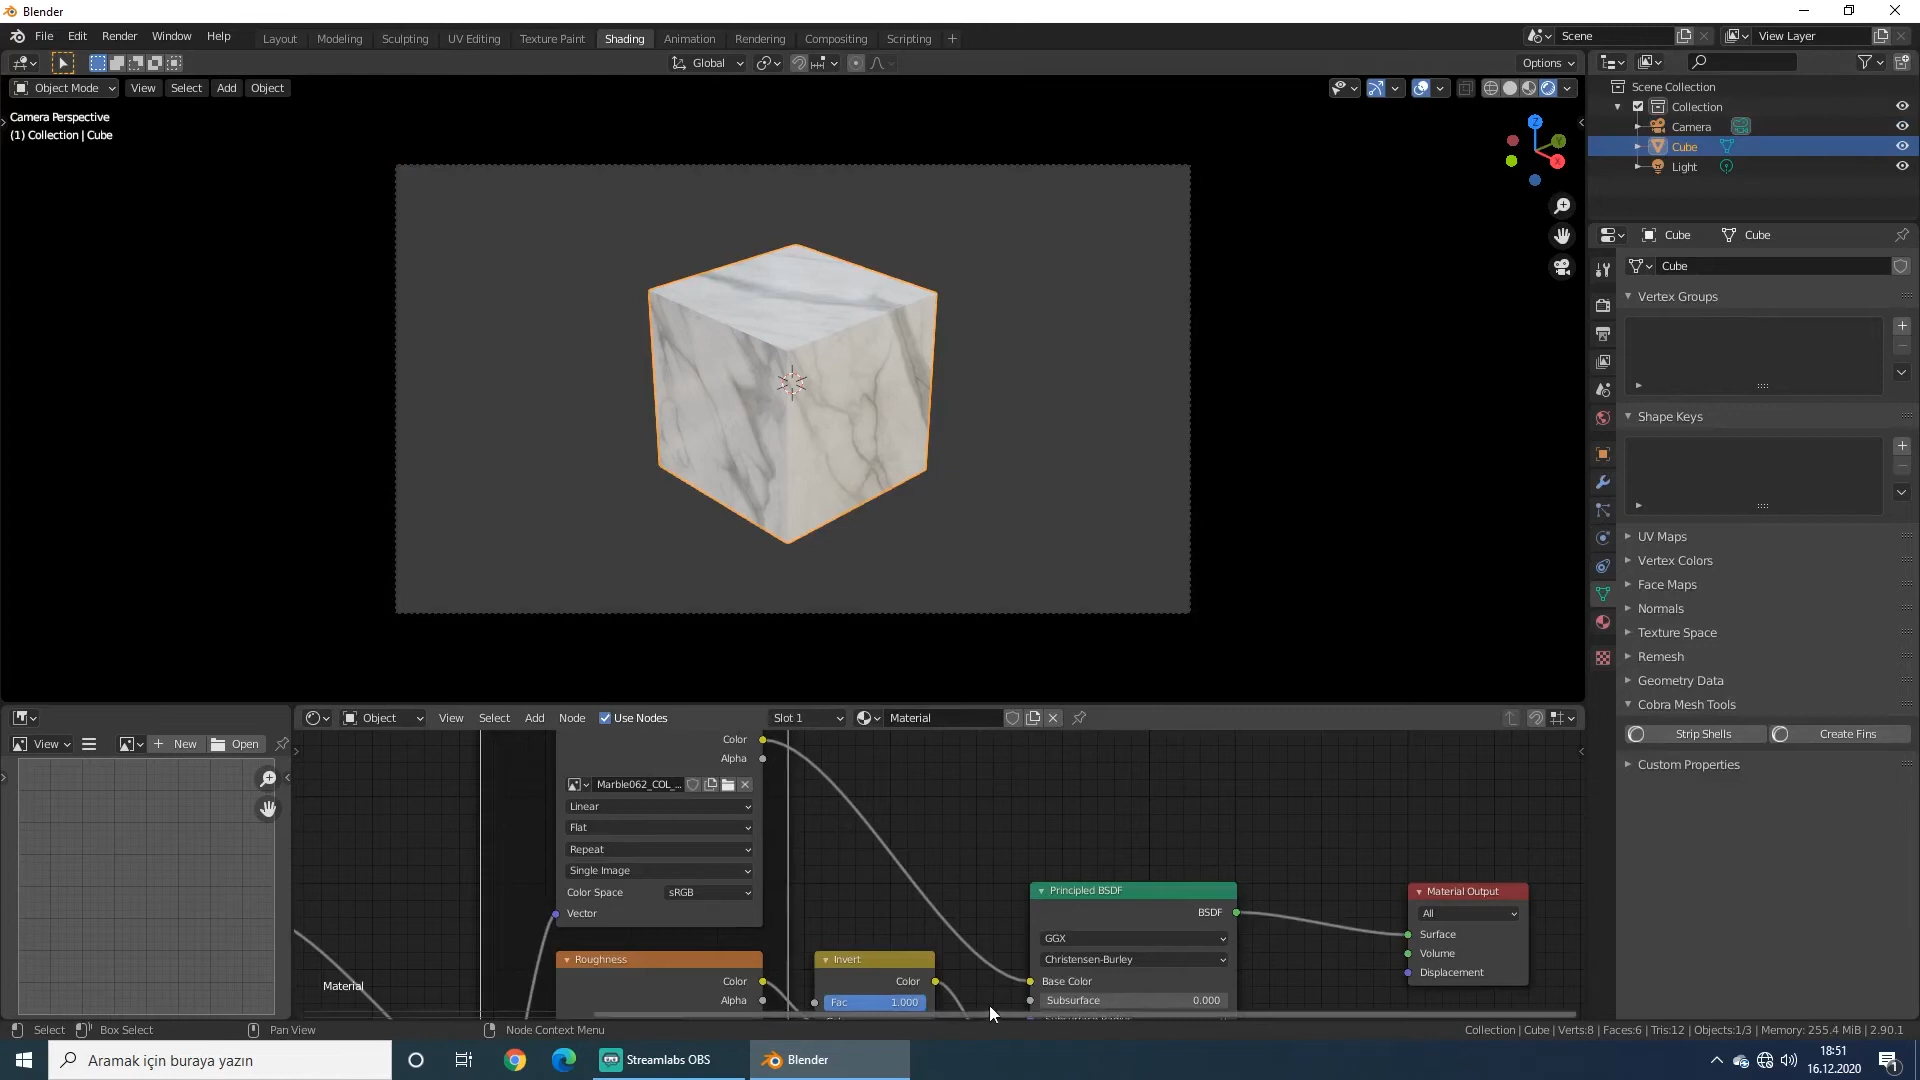 Blender
File Edit Render Window Help
Layout Modeling Sculpting UV Editing Texture Paint Shading Animation Rendering Compositing Scripting +
Scene
View Layer
Global
Options
Object Mode View Select Add Object
Camera Perspective
(1) Collection | Cube
Z
Y
X
Scene Collection
Collection
Camera
Cube
Light
Cube Cube
Cube
Vertex Groups
Shape Keys
UV Maps
Vertex Colors
Face Maps
Normals
Texture Space
Remesh
Geometry Data
Cobra Mesh Tools
Strip Shells Create Fins
Custom Properties
Object View Select Add Node Use Nodes Slot 1 Material
View New Open
Color
Alpha
Marble062_COL_...
Linear
Flat
Repeat
Single Image
Color Space sRGB
Vector
Roughness
Color
Alpha
Invert
Color
Fac 1.000
Principled BSDF
BSDF
GGX
Christensen-Burley
Base Color
Subsurface 0.000
Material Output
All
Surface
Volume
Displacement
Material
Select Box Select Pan View Node Context Menu
Collection | Cube | Verts:8 | Faces:6 | Tris:12 | Objects:1/3 | Memory: 255.4 MiB | 2.90.1
Aramak için buraya yazın
Streamlabs OBS
Blender
18:51
16.12.2020
1